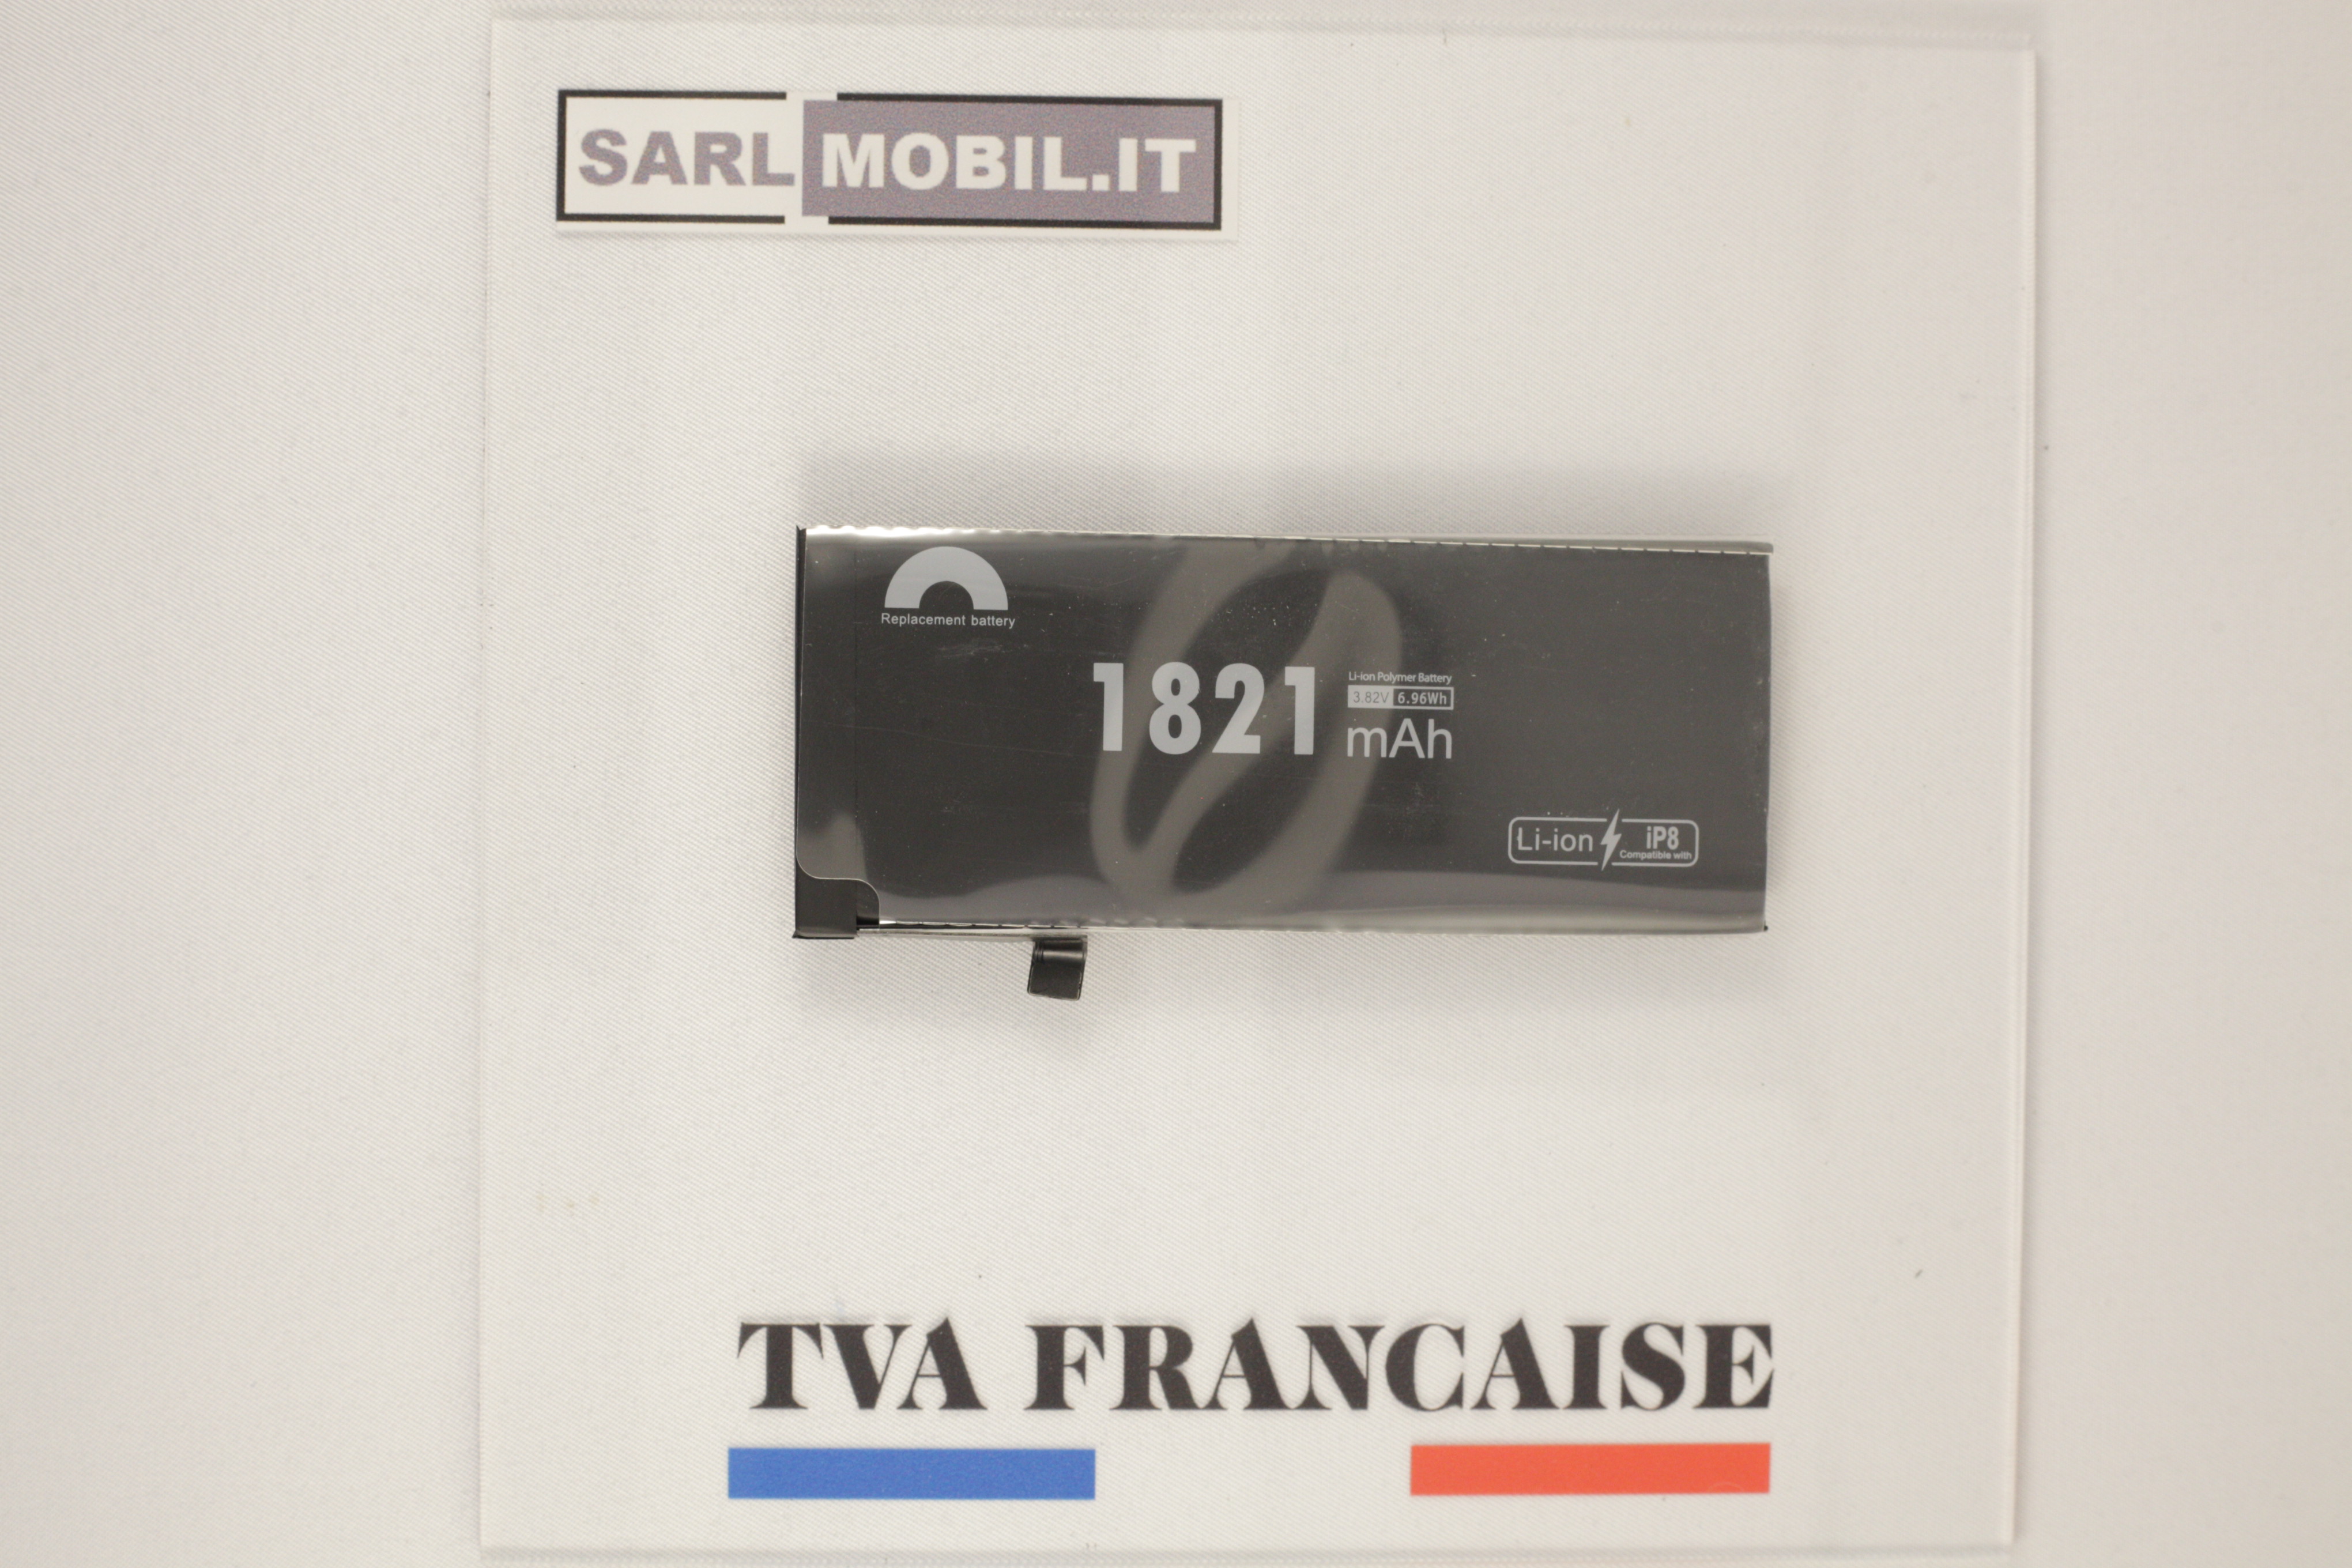 SARL MOBIL.IT
Replacement battery
1821 mAh
Li-ion Polymer Battery
3.82V 6.96Wh
Li-ion iP8
Compatible with
TVA FRANCAISE